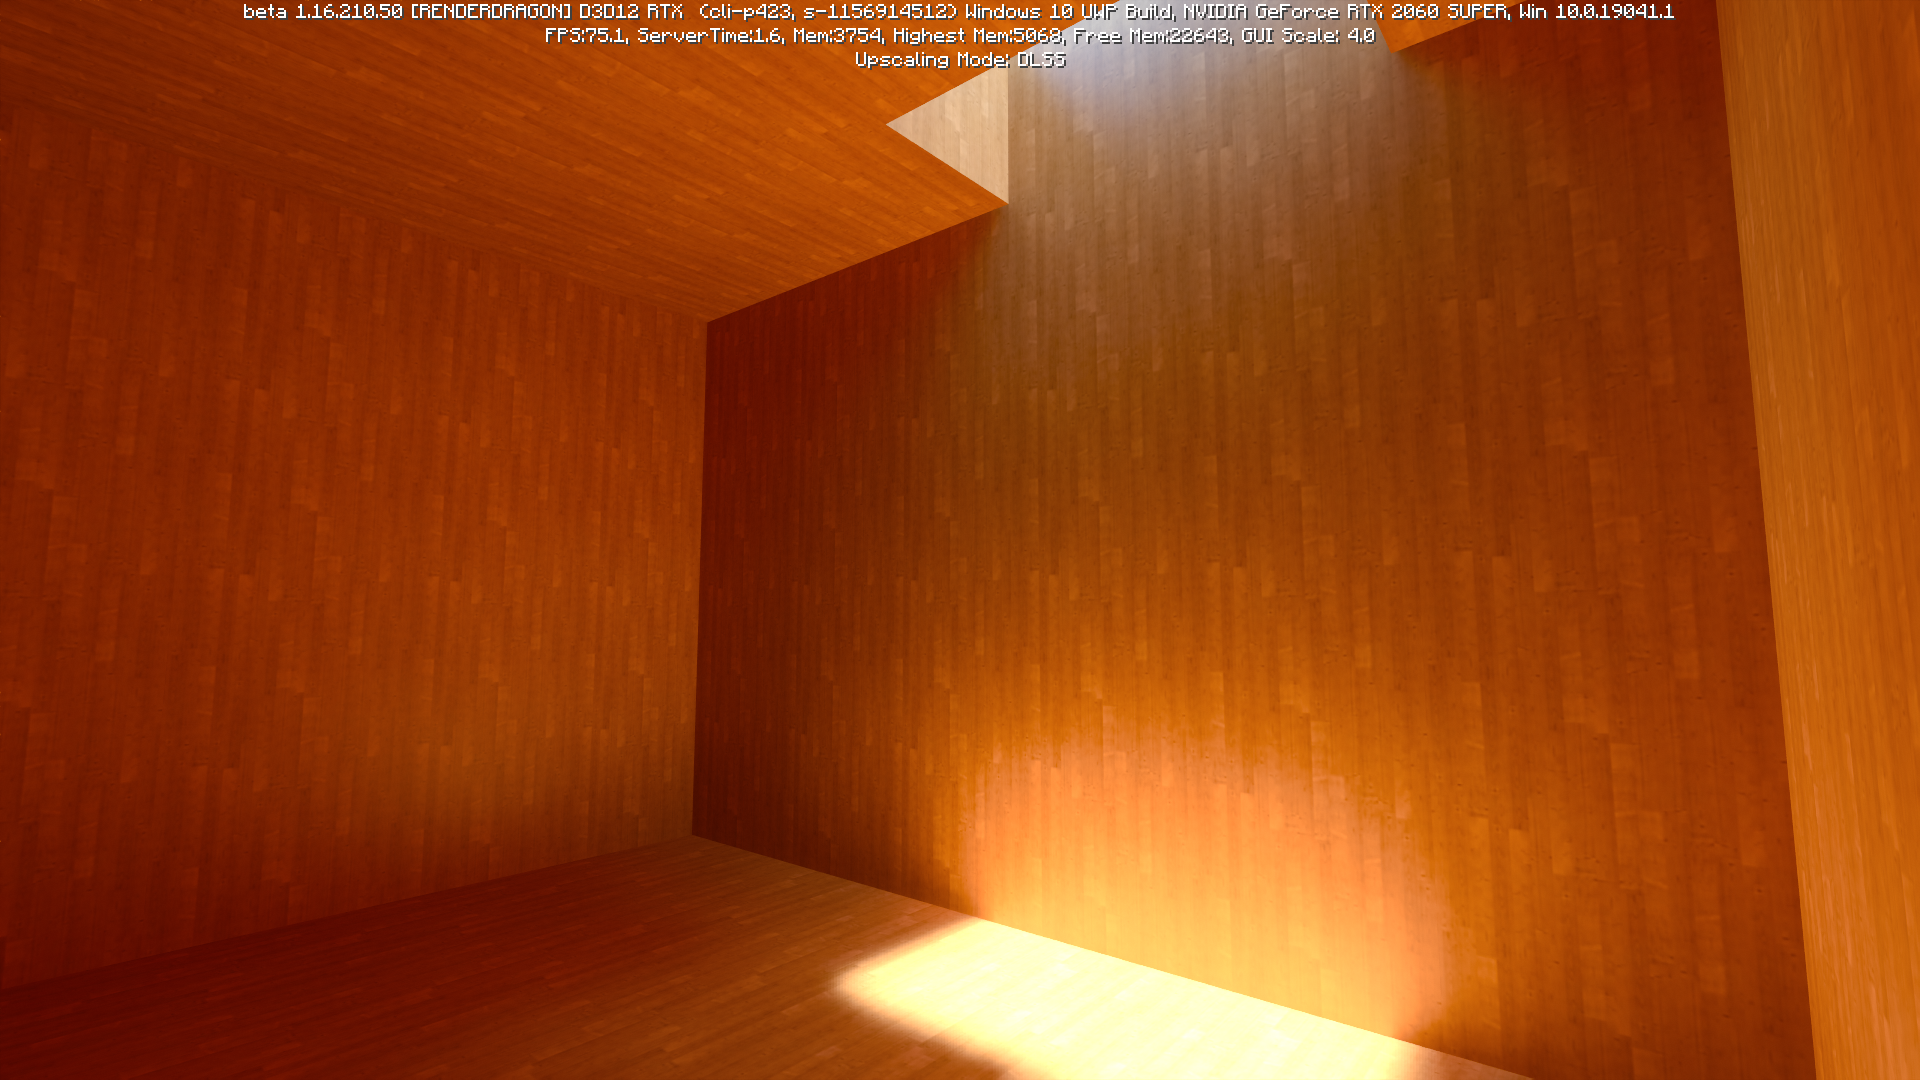 beta 1.16.210.50 [RENDERDRAGON] D3D12 RTX (cli-p423, s-1156914512) Windows 10 UWP Build, NVIDIA GeForce RTX 2060 SUPER, Win 10.0.19041.1
FPS:75.1, ServerTime:1.6, Mem:3754, Highest Mem:5068, Free Mem:22643, GUI Scale: 4.0
Upscaling Mode: DLSS